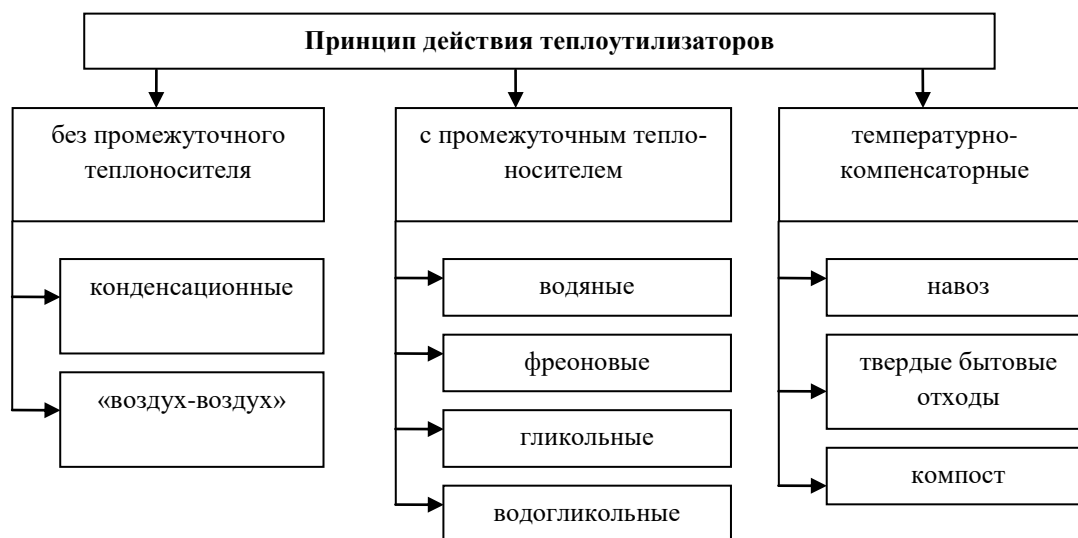 Принцип действия теплоутилизаторов
без промежуточного
теплоносителя
конденсационные
«воздух-воздух»
с промежуточным тепло-
носителем
водяные
фреоновые
гликольные
водогликольные
температурно-
компенсаторные
навоз
твердые бытовые
отходы
компост